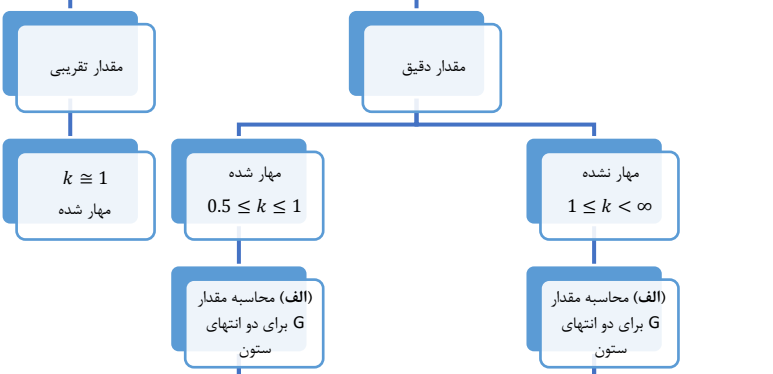 مقدار دقیق
مقدار تقریبی
مهار نشده
1 ≤ k < ∞
مهار شده
0.5 ≤ k ≤ 1
k ≅ 1
مهار شده
(الف) محاسبه مقدار
G برای دو انتهای
ستون
(الف) محاسبه مقدار
G برای دو انتهای
ستون